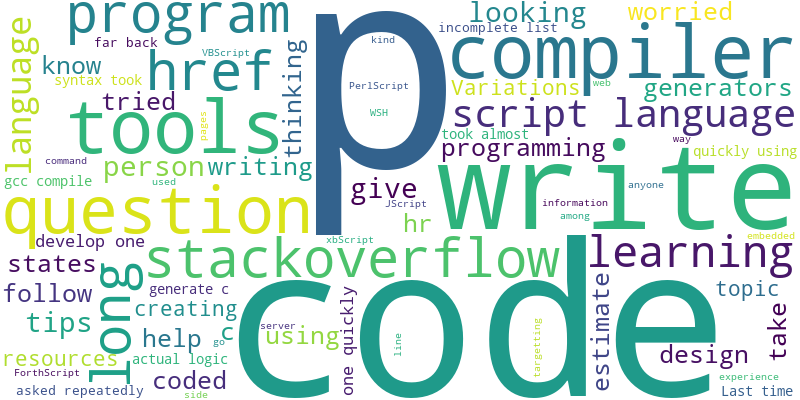 program
p
looking
worried
incomplete list
far back
VBScript
kind
compiler
language
know
href
thinking
syntax took
PerlScript
web
Variations
generators
tried
tools
pages
WSH
script language
took almost
way
programming
quickly using
command
person
writing
write
gcc compile
used
give
JScript
anyone
question
information
hr
among
develop one
xbScript
embedded
stackoverflow
learning
states
long
code
follow
generate c
one quickly
estimate
topic
creating
take
tips
c
server
using
help
go
line
targetting
design
resources
actual logic
ForthScript
coded
experience
asked repeatedly
side
Last time